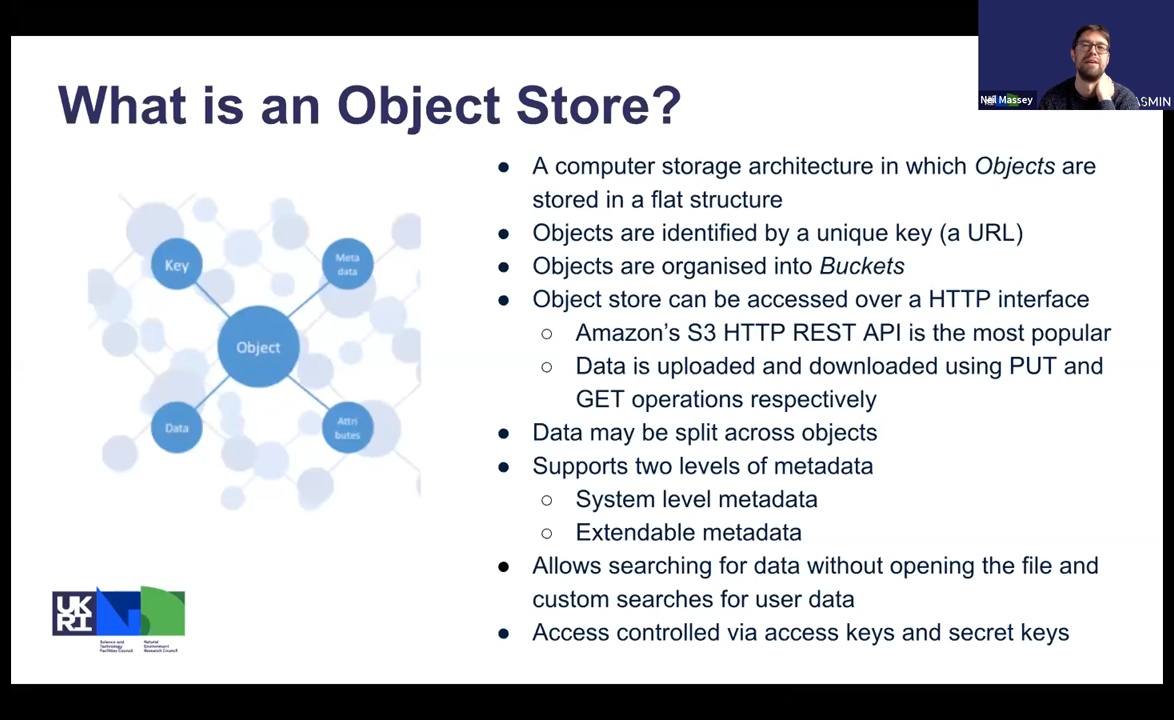 What is an Object Store?
Neil Massey
ASMIN
● A computer storage architecture in which Objects are
stored in a flat structure
● Objects are identified by a unique key (a URL)
● Objects are organised into Buckets
● Object store can be accessed over a HTTP interface
○ Amazon’s S3 HTTP REST API is the most popular
○ Data is uploaded and downloaded using PUT and
GET operations respectively
● Data may be split across objects
● Supports two levels of metadata
○ System level metadata
○ Extendable metadata
● Allows searching for data without opening the file and
custom searches for user data
● Access controlled via access keys and secret keys
Key
Meta
data
Object
Data
Attri
butes
UK
RI
Science and
Technology
Facilities Council
Natural
Environment
Research Council